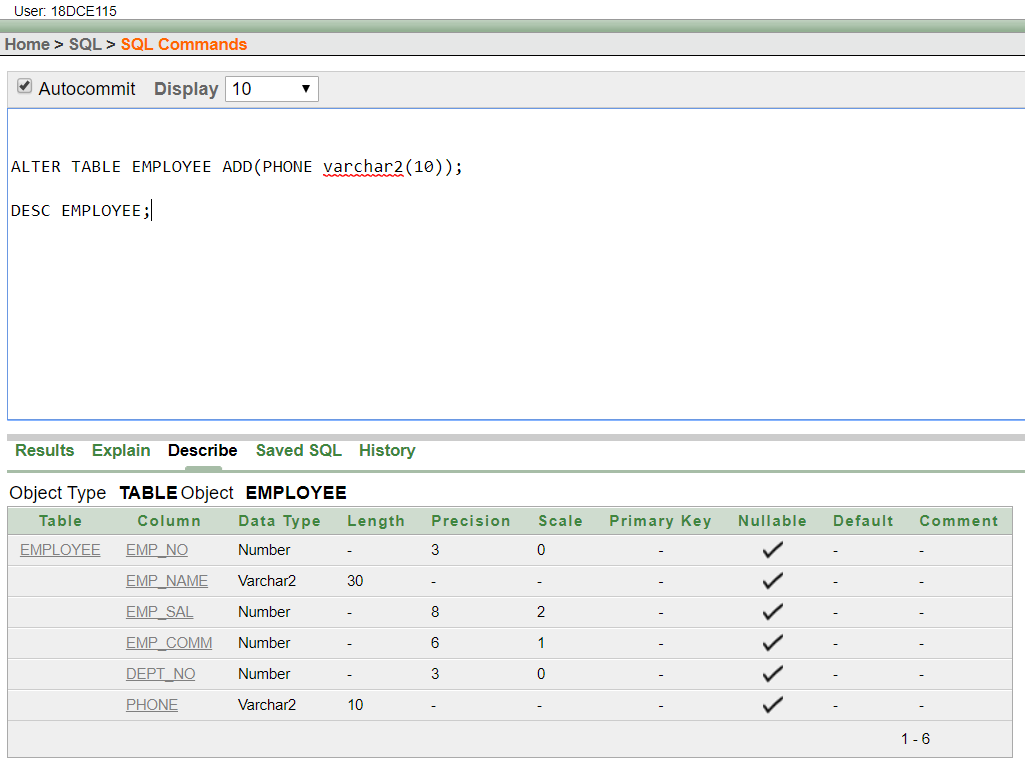 User: 18DCE115
Home > SQL > SQL Commands
Autocommit Display 10
ALTER TABLE EMPLOYEE ADD(PHONE varchar2(10));
DESC EMPLOYEE;
Results Explain Describe Saved SQL History
Object Type TABLE Object EMPLOYEE
Table Column Data Type Length Precision Scale Primary Key Nullable Default Comment
EMPLOYEE EMP_NO Number - 3 0 - ✓ - -
EMP_NAME Varchar2 30 - - - ✓ - -
EMP_SAL Number - 8 2 - ✓ - -
EMP_COMM Number - 6 1 - ✓ - -
DEPT_NO Number - 3 0 - ✓ - -
PHONE Varchar2 10 - - - ✓ - -
1 - 6